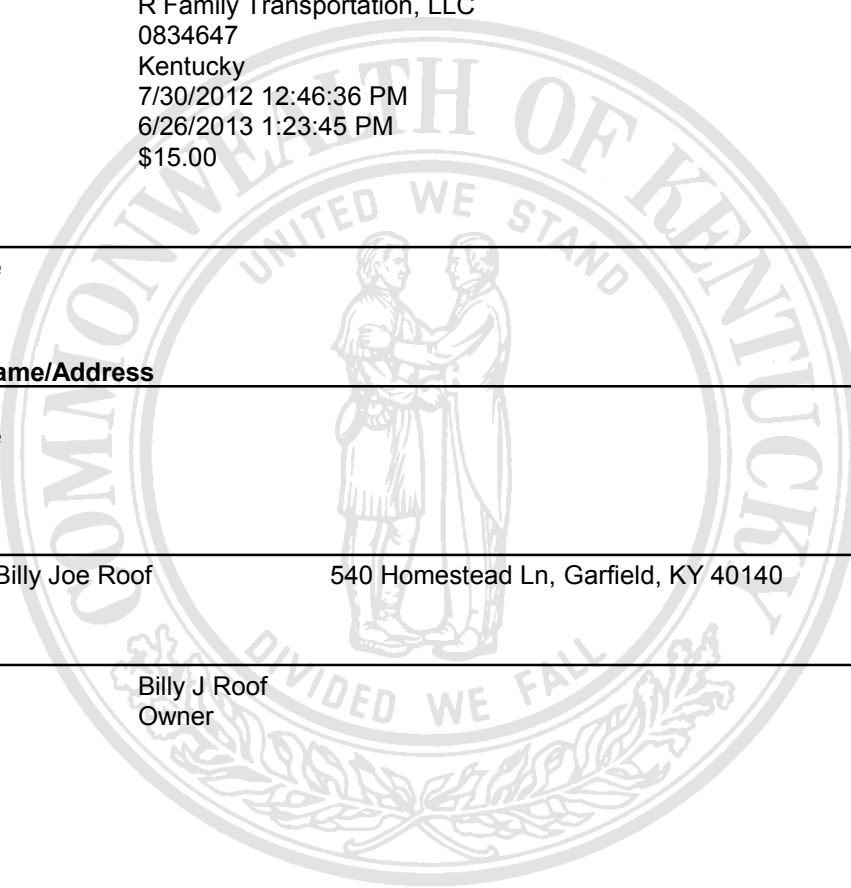 R Family Transportation, LLC
0834647
Kentucky
7/30/2012 12:46:36 PM
6/26/2013 1:23:45 PM
$15.00
COMMONWEALTH OF KENTUCKY
UNITED WE STAND
ame/Address
Billy Joe Roof 540 Homestead Ln, Garfield, KY 40140
DIVIDED WE FALL
Billy J Roof
Owner